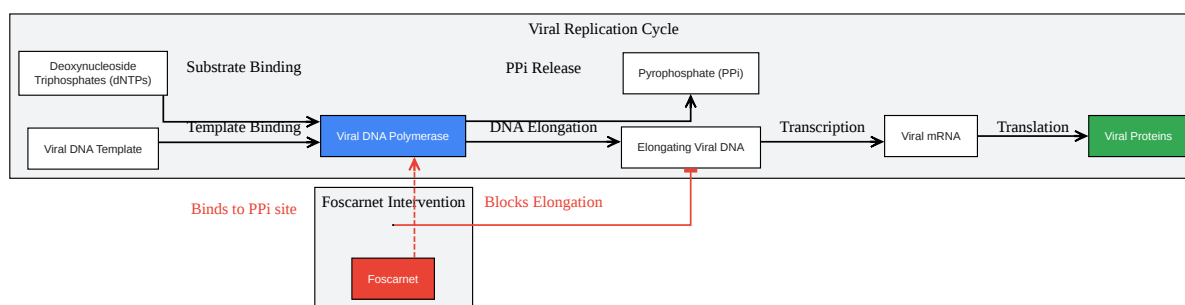 Viral Replication Cycle
Deoxynucleoside
Triphosphates (dNTPs)
Substrate Binding
PPi Release
Pyrophosphate (PPi)
Viral DNA Template
Template Binding
Viral DNA Polymerase
DNA Elongation
Elongating Viral DNA
Transcription
Viral mRNA
Translation
Viral Proteins
Binds to PPi site
Foscarnet Intervention
Blocks Elongation
Foscarnet